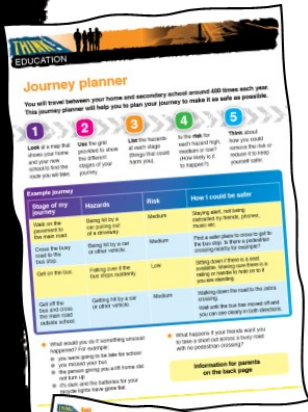 THINK!
EDUCATION
Journey planner
You will travel between your home and secondary school around 400 times each year.
This journey planner will help you to plan your journey to make it as safe as possible.
1
Look at a map that
shows your home
and your new
school to find the
route you will take.
2
Use the grid
provided to show
the different
stages of your
journey.
3
List the hazards
at each stage
(things that could
harm you).
4
Is the risk for
each hazard high,
medium or low?
(How likely is it
to happen?)
5
Think about
how you could
remove the risk or
reduce it to keep
yourself safer.
Example journey
Stage of my
journey
Hazards
Risk
How I could be safer
Walk on the
pavement to
the main road.
Being hit by a
car pulling out
of a driveway
Medium
Staying alert, not being
distracted by friends, phones,
music etc.
Cross the busy
road to the
bus stop.
Being hit by a car
or other vehicle.
Medium
Find a safer place to cross to get to
the bus stop. Is there a pedestrian
crossing nearby for example?
Get on the bus.
Falling over if the
bus stops suddenly
Low
Sitting down if there is a seat
available. Making sure there is a
railing or handle to hold on to if
you are standing.
Get off the
bus and cross
the main road
outside school.
Getting hit by a car
or other vehicle.
Medium
Walking down the road to the zebra
crossing.
Wait until the bus has moved off and
you can see clearly in both directions.
What would you do if something unusual
happened? For example:
you were going to be late for school
you missed your bus
the person giving you a lift home did
not turn up
it's dark and the batteries for your
bicycle lights have gone flat.
What happens if your friends want you
to take a short cut across a busy road
with no pedestrian crossing?
Information for parents
on the back page